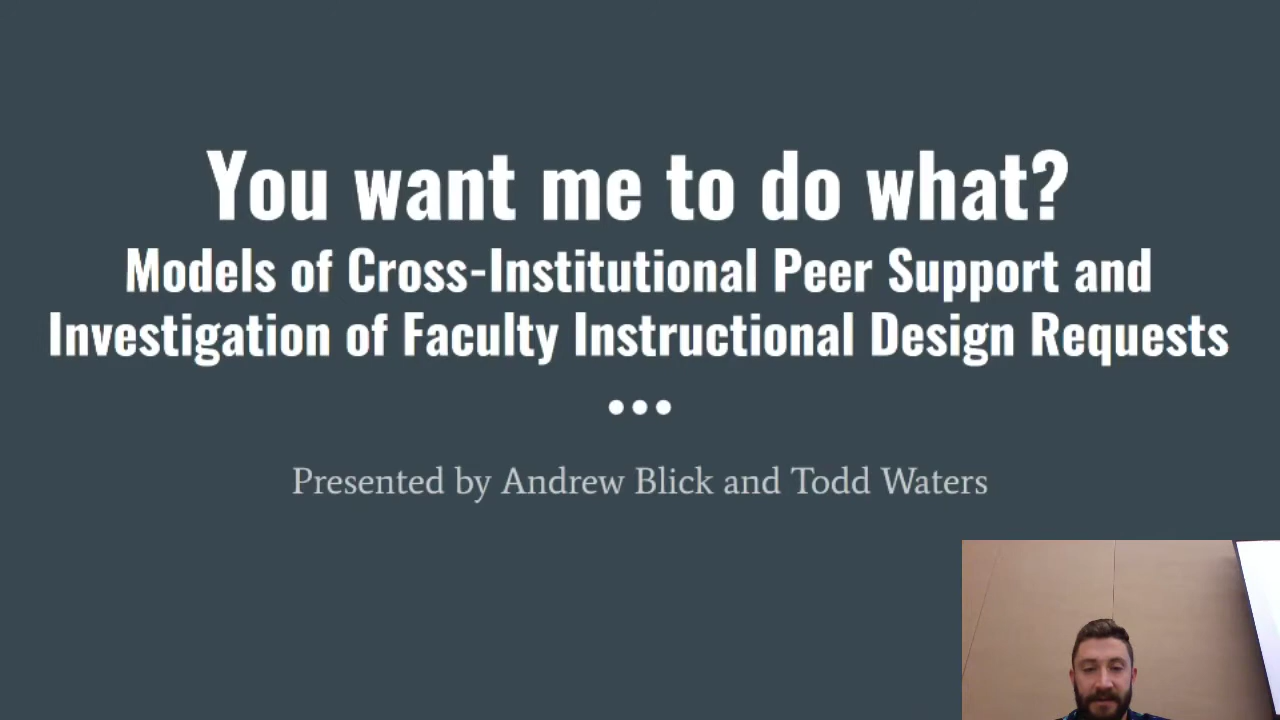 You want me to do what?
Models of Cross-Institutional Peer Support and
Investigation of Faculty Instructional Design Requests
Presented by Andrew Blick and Todd Waters